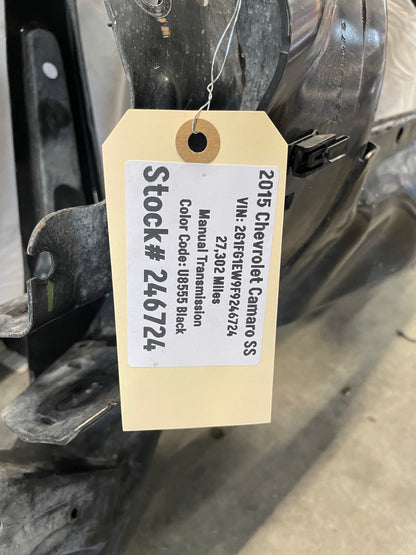 2015 Chevrolet Camaro SS
VIN: 2G1FG1EW9F9246724
27,302 Miles
Manual Transmission
Color Code: U8555 Black
Stock# 246724